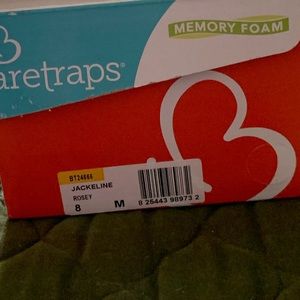 MEMORY FOAM
aretraps®
BT24664
JACKELINE
ROSEY
8 M
8 25443 98973 2